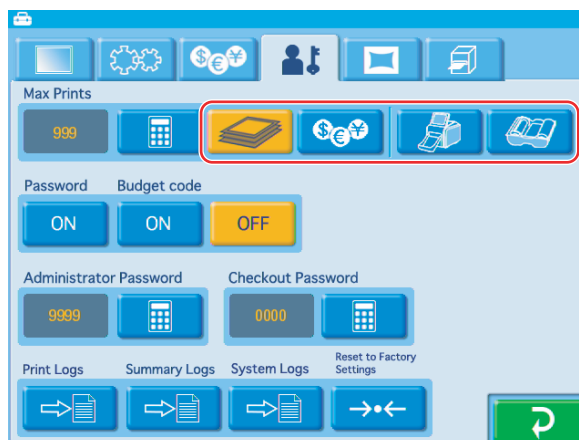 $ € ¥
Max Prints
999
$ € ¥
Password Budget code
ON ON OFF
Administrator Password Checkout Password
9999 0000
Print Logs Summary Logs System Logs Reset to Factory
Settings